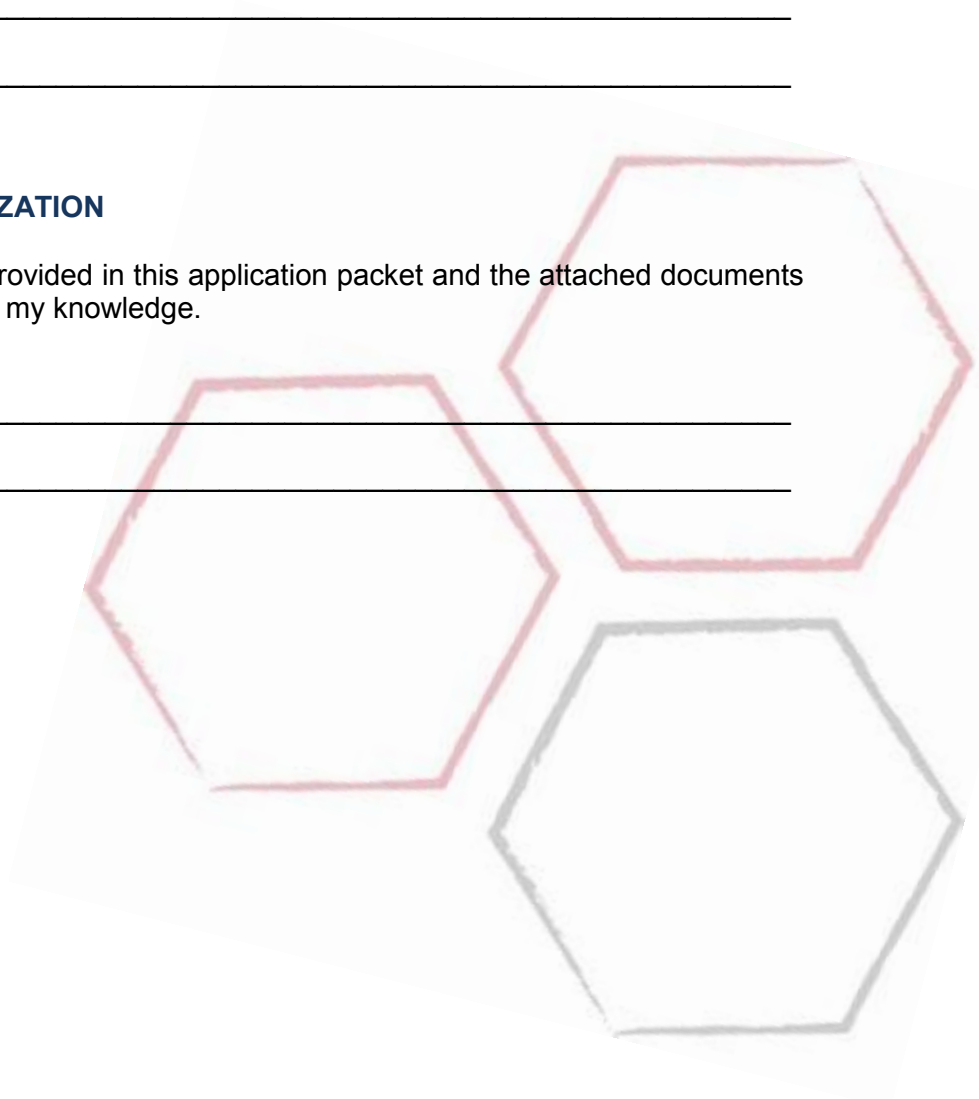 ZATION
rovided in this application packet and the attached documents
my knowledge.